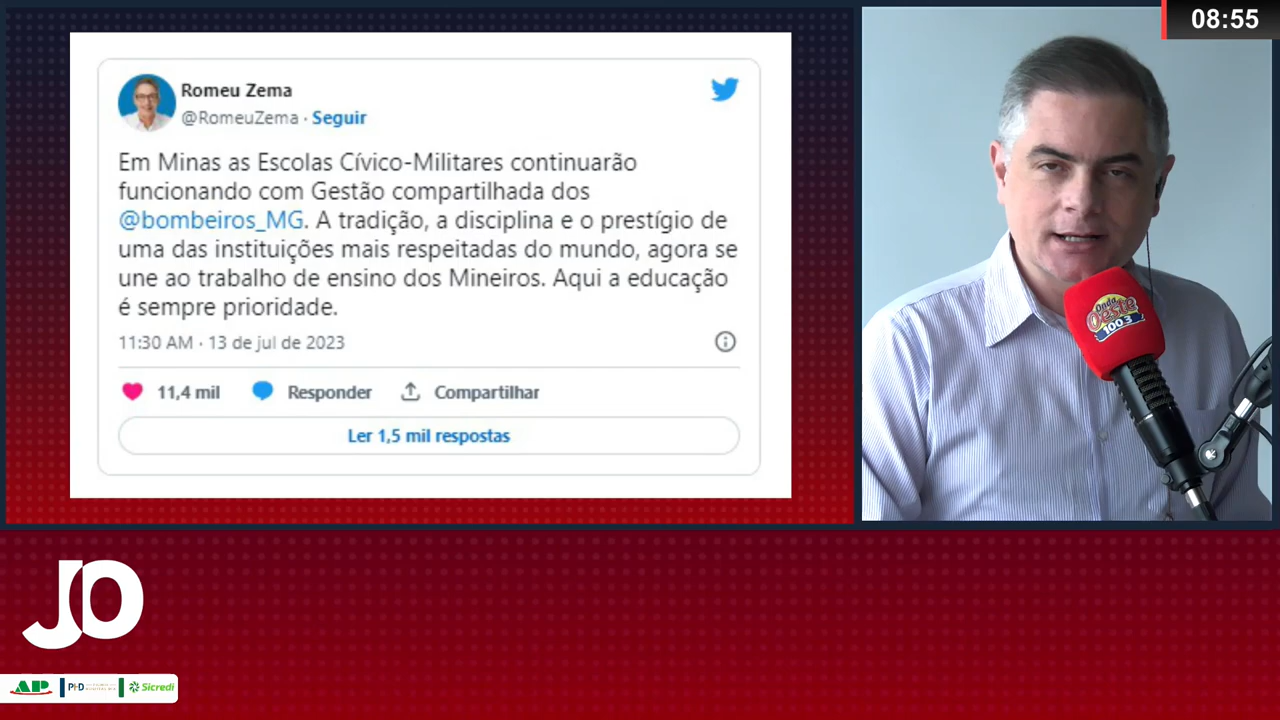 08:55
Romeu Zema
@RomeuZema · Seguir
Em Minas as Escolas Cívico-Militares continuarão
funcionando com Gestão compartilhada dos
@bombeiros_MG. A tradição, a disciplina e o prestígio de
uma das instituições mais respeitadas do mundo, agora se
une ao trabalho de ensino dos Mineiros. Aqui a educação
é sempre prioridade.
11:30 AM · 13 de jul de 2023
11,4 mil Responder Compartilhar
Ler 1,5 mil respostas
Onda
Oeste
100.3
JO
AP PHD Sicredi